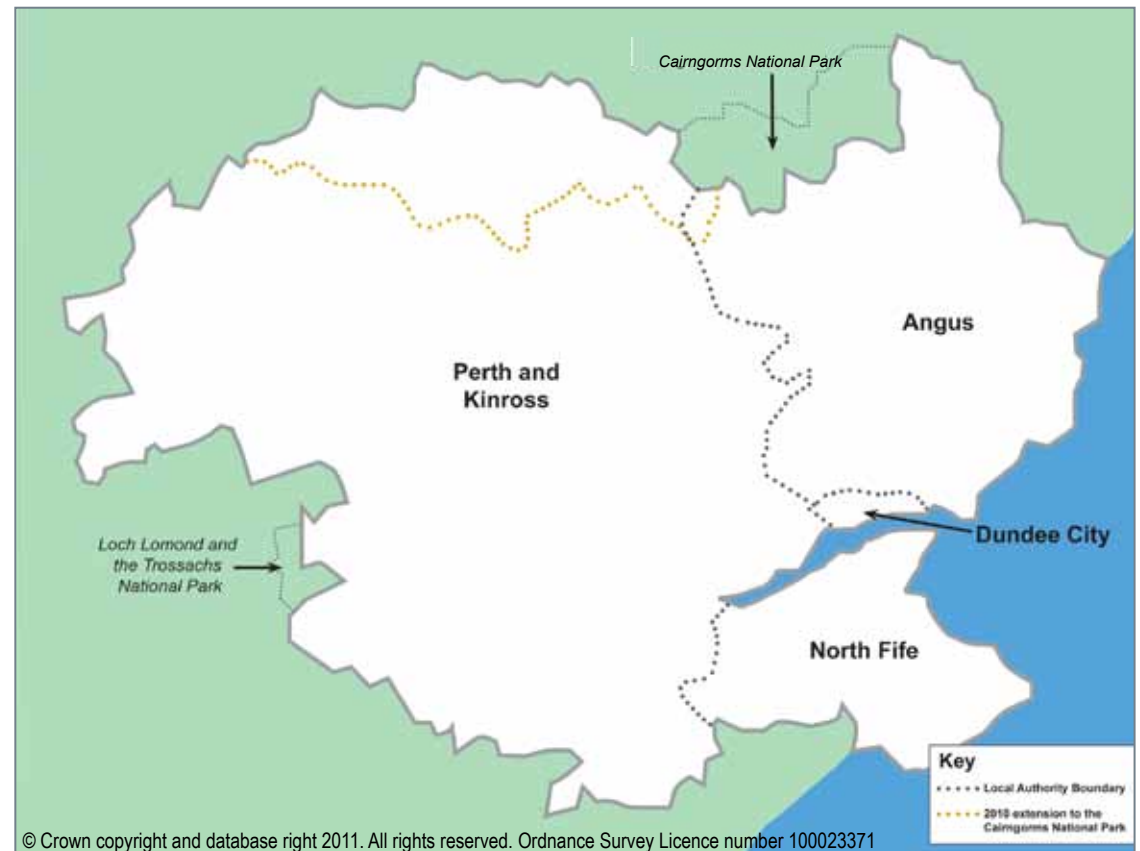 Cairngorms National Park
Angus
Perth and
Kinross
Dundee City
Loch Lomond and
the Trossachs
National Park
North Fife
Key
Local Authority Boundary
2010 extension to the
Cairngorms National Park
© Crown copyright and database right 2011. All rights reserved. Ordnance Survey Licence number 100023371